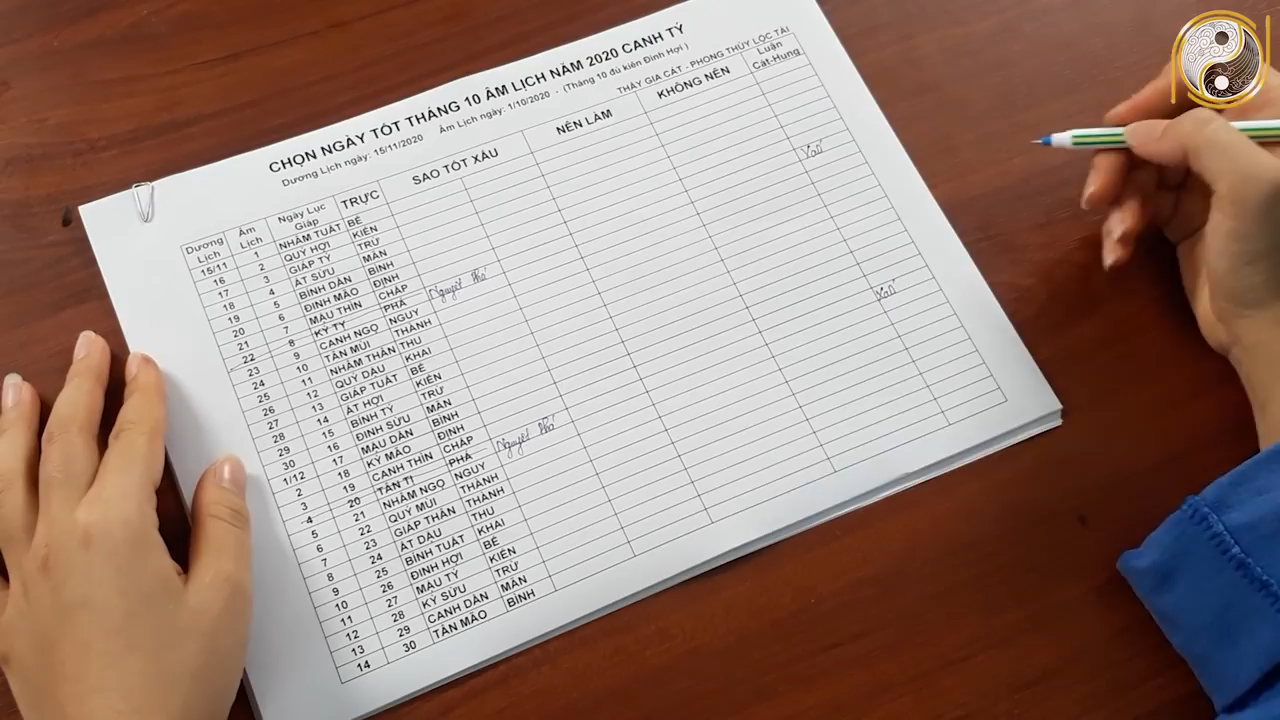 CHỌN NGÀY TỐT THÁNG 10 ÂM LỊCH NĂM 2020 CANH TÝ
Dương Lịch ngày: 15/11/2020 Âm Lịch ngày: 1/10/2020 - (Tháng 10 đủ kiến Đinh Hợi )
THẦY GIA CÁT - PHONG THỦY LỘC TÀI
Dương Lịch Âm Lịch Ngày Lục Giáp TRỰC SAO TỐT XẤU NÊN LÀM KHÔNG NÊN Luận Cát-Hung
15/11 1 NHÂM TUẤT BẾ
16 2 QUÝ HỢI KIẾN
17 3 GIÁP TÝ TRỪ
18 4 ẤT SỬU MÃN
19 5 BÍNH DẦN BÌNH
20 6 ĐINH MÃO ĐỊNH
21 7 MẬU THÌN CHẤP
22 8 KỶ TỴ PHÁ Nguyệt Phá Xấu
23 9 CANH NGỌ NGUY
24 10 TÂN MÙI THÀNH
25 11 NHÂM THÂN THU
26 12 QUÝ DẬU KHAI
27 13 GIÁP TUẤT BẾ
28 14 ẤT HỢI KIẾN
29 15 BÍNH TÝ TRỪ
30 16 ĐINH SỬU MÃN
1/12 17 MẬU DẦN BÌNH
2 18 KỶ MÃO ĐỊNH
3 19 CANH THÌN CHẤP
4 20 TÂN TỊ PHÁ Nguyệt Phá Xấu
5 21 NHÂM NGỌ NGUY
6 22 QUÝ MÙI THÀNH
7 23 GIÁP THÂN THÀNH
8 24 ẤT DẬU THU
9 25 BÍNH TUẤT KHAI
10 26 ĐINH HỢI BẾ
11 27 MẬU TÝ KIẾN
12 28 KỶ SỬU TRỪ
13 29 CANH DẦN MÃN
14 30 TÂN MÃO BÌNH